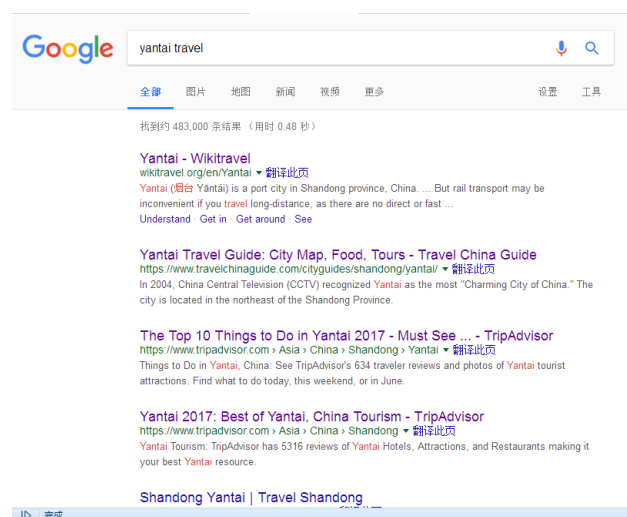 Google
yantai travel
全部 图片 地图 新闻 视频 更多 设置 工具
找到约 483,000 条结果 （用时 0.48 秒）
Yantai - Wikitravel
wikitravel.org/en/Yantai 翻译此页
Yantai (烟台 Yāntái) is a port city in Shandong province, China. ... But rail transport may be
inconvenient if you travel long-distance, as there are no direct or fast ...
Understand · Get in · Get around · See
Yantai Travel Guide: City Map, Food, Tours - Travel China Guide
https://www.travelchinaguide.com/cityguides/shandong/yantai/ 翻译此页
In 2004, China Central Television (CCTV) recognized Yantai as the most "Charming City of China." The
city is located in the northeast of the Shandong Province.
The Top 10 Things to Do in Yantai 2017 - Must See ... - TripAdvisor
https://www.tripadvisor.com › Asia › China › Shandong › Yantai 翻译此页
Things to Do in Yantai, China: See TripAdvisor's 634 traveler reviews and photos of Yantai tourist
attractions. Find what to do today, this weekend, or in June.
Yantai 2017: Best of Yantai, China Tourism - TripAdvisor
https://www.tripadvisor.com › Asia › China › Shandong 翻译此页
Yantai Tourism: TripAdvisor has 5316 reviews of Yantai Hotels, Attractions, and Restaurants making it
your best Yantai resource.
Shandong Yantai | Travel Shandong
完成